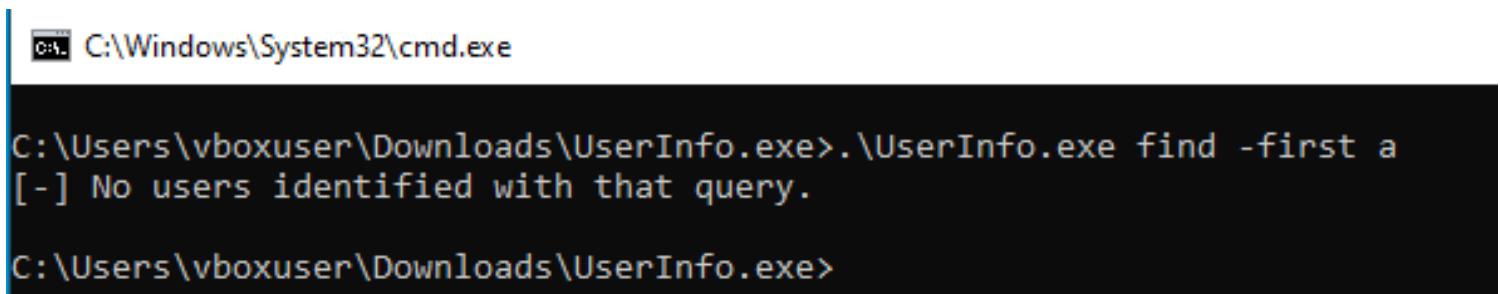 C:\Windows\System32\cmd.exe
C:\Users\vboxuser\Downloads\UserInfo.exe>.\UserInfo.exe find -first a
[-] No users identified with that query.
C:\Users\vboxuser\Downloads\UserInfo.exe>